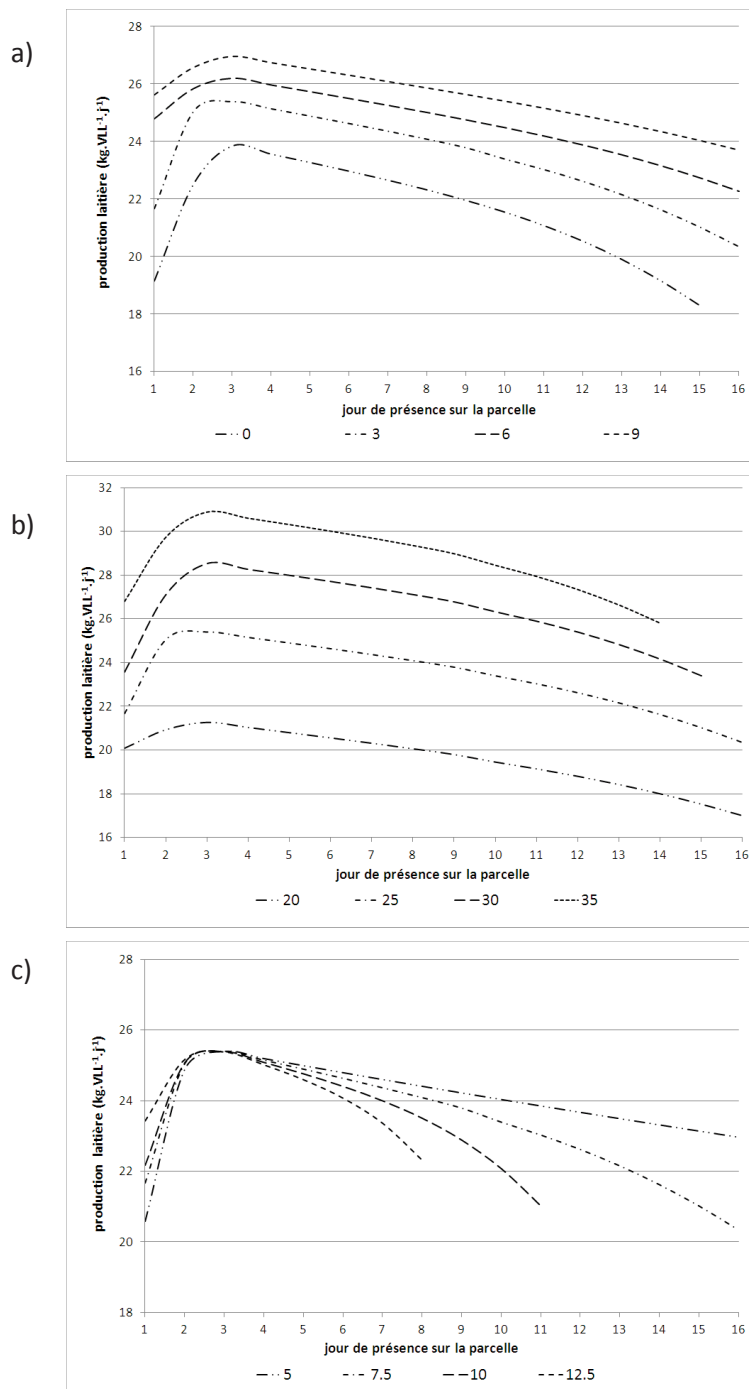 a)
production laitière (kg.VLL⁻¹.j⁻¹)
28
26
24
22
20
18
16
1 2 3 4 5 6 7 8 9 10 11 12 13 14 15 16
jour de présence sur la parcelle
0 3 6 9
b)
production laitière (kg.VLL⁻¹.j⁻¹)
32
30
28
26
24
22
20
18
16
1 2 3 4 5 6 7 8 9 10 11 12 13 14 15 16
jour de présence sur la parcelle
20 25 30 35
c)
production laitière (kg.VLL⁻¹.j⁻¹)
28
26
24
22
20
18
1 2 3 4 5 6 7 8 9 10 11 12 13 14 15 16
jour de présence sur la parcelle
5 7.5 10 12.5